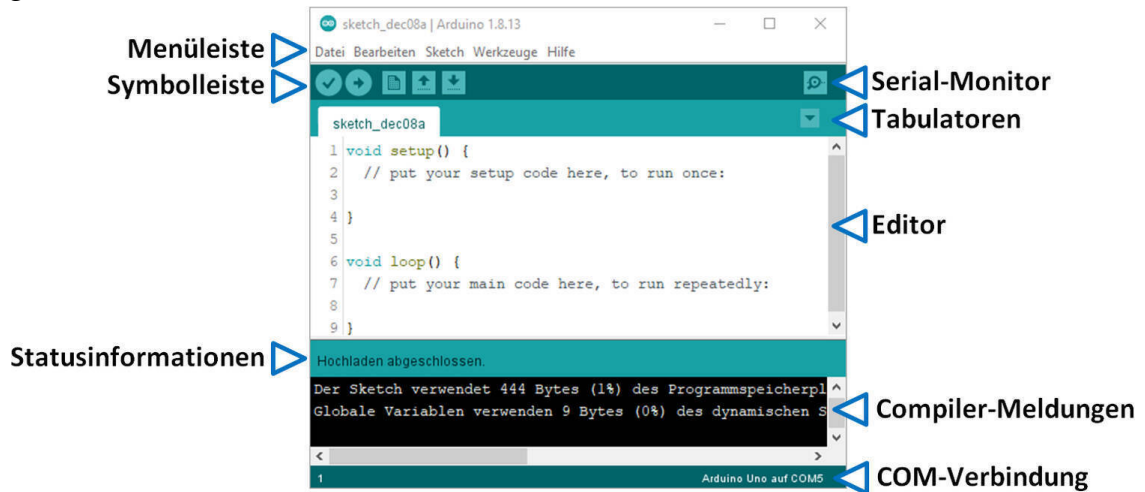 sketch_dec08a | Arduino 1.8.13
Menüleiste
Datei Bearbeiten Sketch Werkzeuge Hilfe
Symbolleiste
Serial-Monitor
sketch_dec08a
Tabulatoren
1 void setup() {
2 // put your setup code here, to run once:
3
4 }
5
Editor
6 void loop() {
7 // put your main code here, to run repeatedly:
8
9 }
Statusinformationen
Hochladen abgeschlossen.
Der Sketch verwendet 444 Bytes (1%) des Programmspeicherpl
Globale Variablen verwenden 9 Bytes (0%) des dynamischen S
Compiler-Meldungen
1
Arduino Uno auf COM5
COM-Verbindung